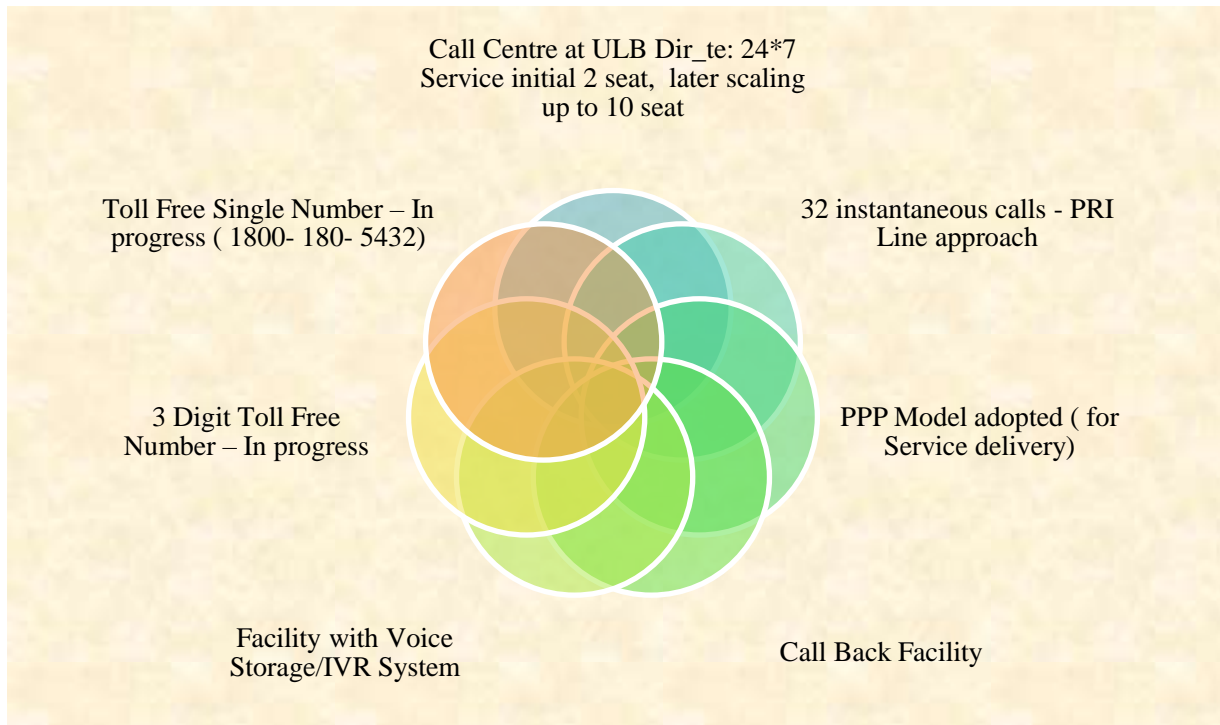 Call Centre at ULB Dir_te: 24*7
Service initial 2 seat, later scaling
up to 10 seat
Toll Free Single Number – In
progress ( 1800- 180- 5432)
32 instantaneous calls - PRI
Line approach
3 Digit Toll Free
Number – In progress
PPP Model adopted ( for
Service delivery)
Facility with Voice
Storage/IVR System
Call Back Facility